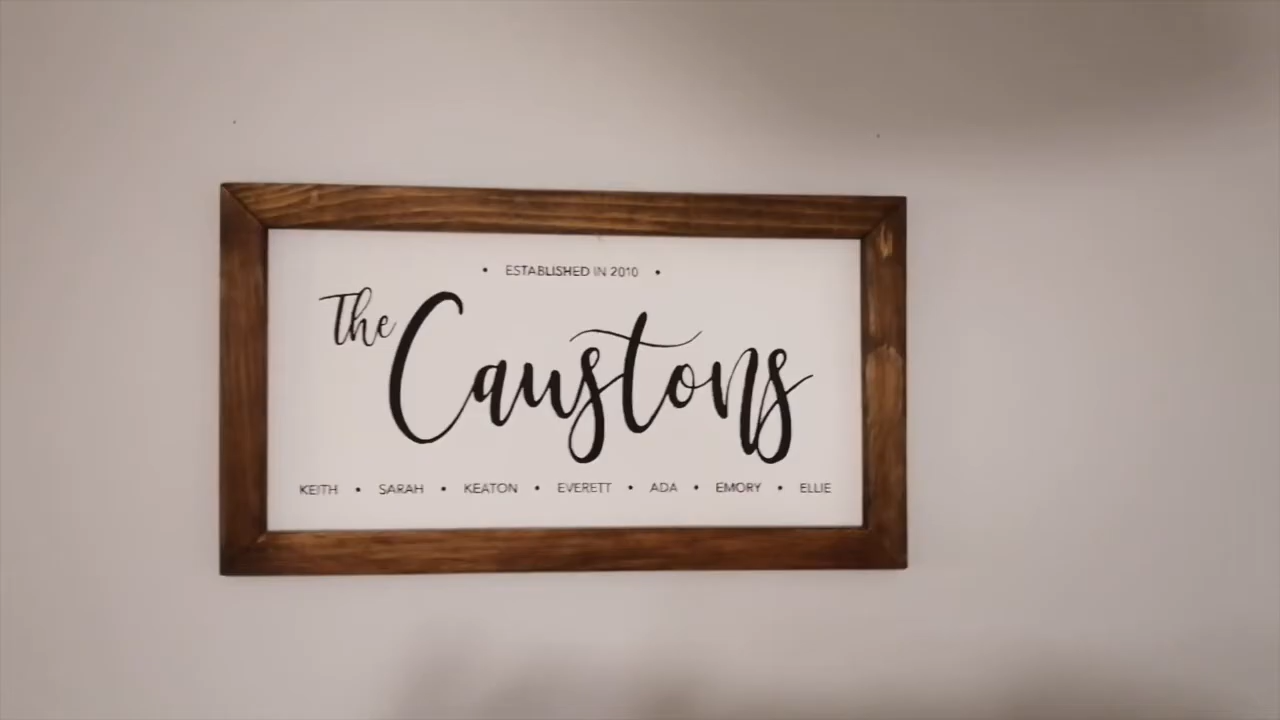 • ESTABLISHED IN 2010 •
The Caustons
KEITH • SARAH • KEATON • EVERETT • ADA • EMORY • ELLIE